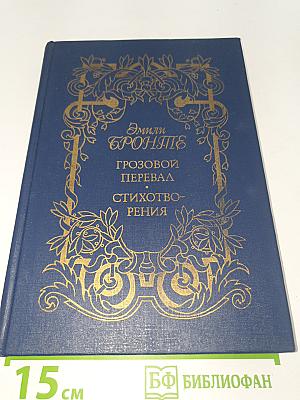 Эмили
БРОНТЕ
ГРОЗОВОЙ
ПЕРЕВАЛ
•
СТИХОТВО-
РЕНИЯ
15 см
БФ БИБЛИОФАН